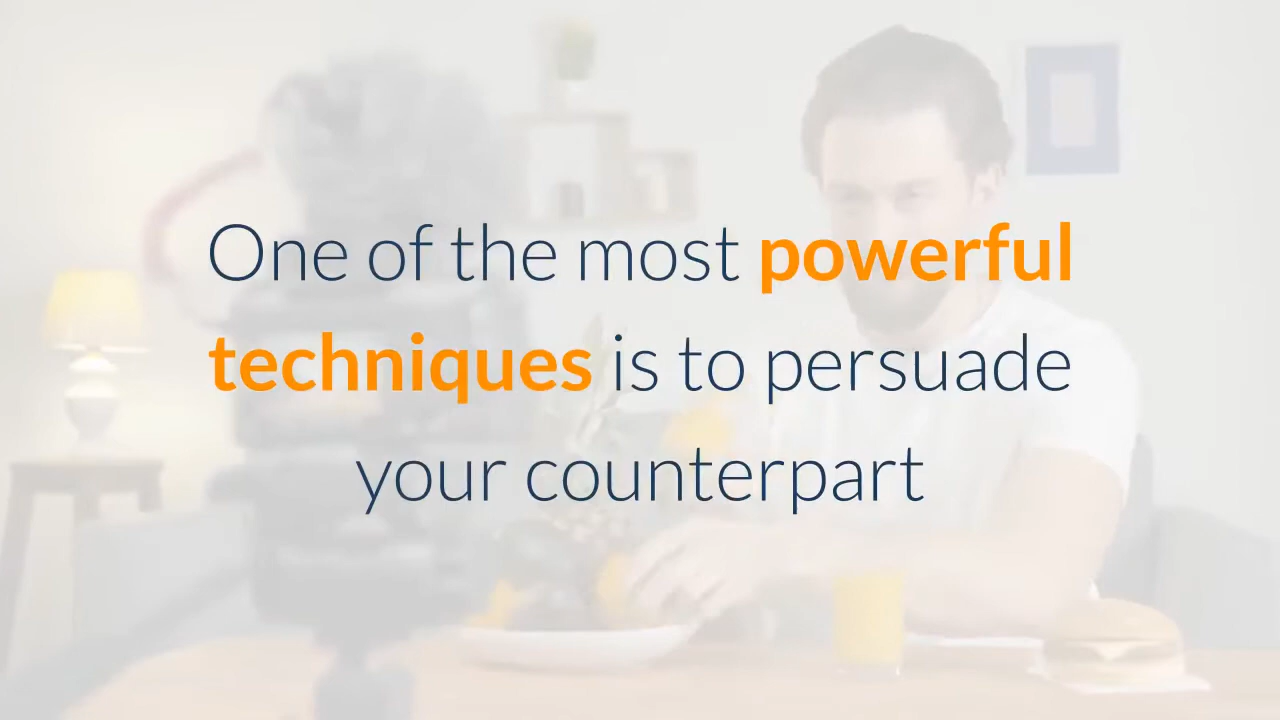 One of the most powerful
techniques is to persuade
your counterpart